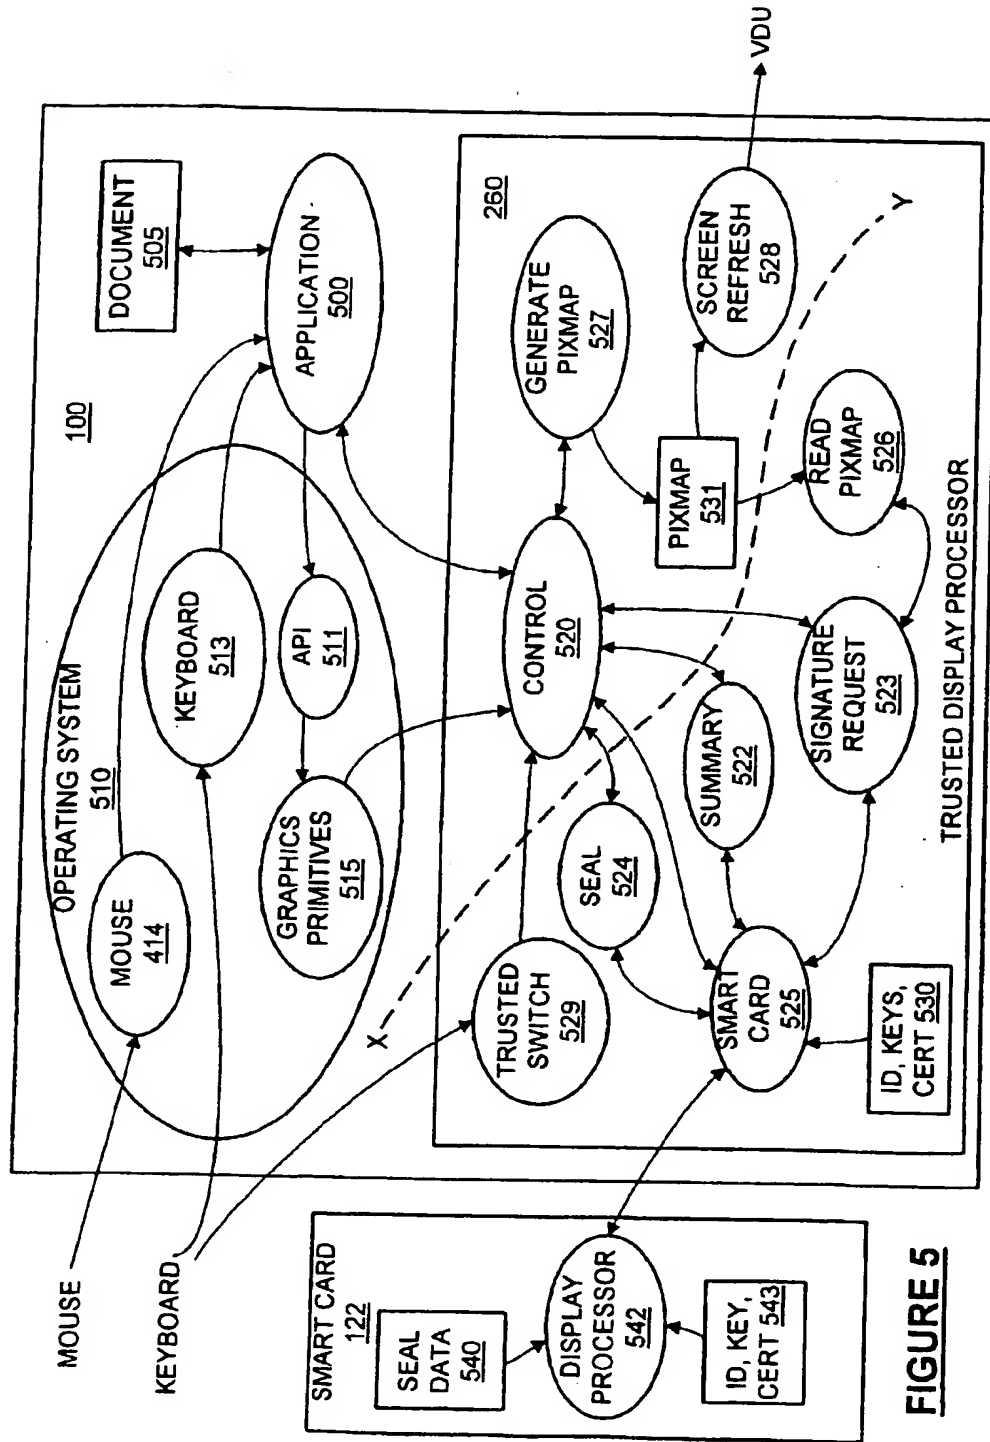 MOUSE
KEYBOARD
100
OPERATING SYSTEM
510
MOUSE
414
KEYBOARD
513
API
511
GRAPHICS
PRIMITIVES
515
DOCUMENT
505
APPLICATION
500
X
260
TRUSTED
SWITCH
529
CONTROL
520
GENERATE
PIXMAP
527
SEAL
524
PIXMAP
531
SCREEN
REFRESH
528
VDU
SUMMARY
522
SMART
CARD
525
SIGNATURE
REQUEST
523
READ
PIXMAP
526
Y
ID, KEYS,
CERT 530
TRUSTED DISPLAY PROCESSOR
SMART CARD
122
SEAL
DATA
540
DISPLAY
PROCESSOR
542
ID, KEY,
CERT 543
FIGURE 5